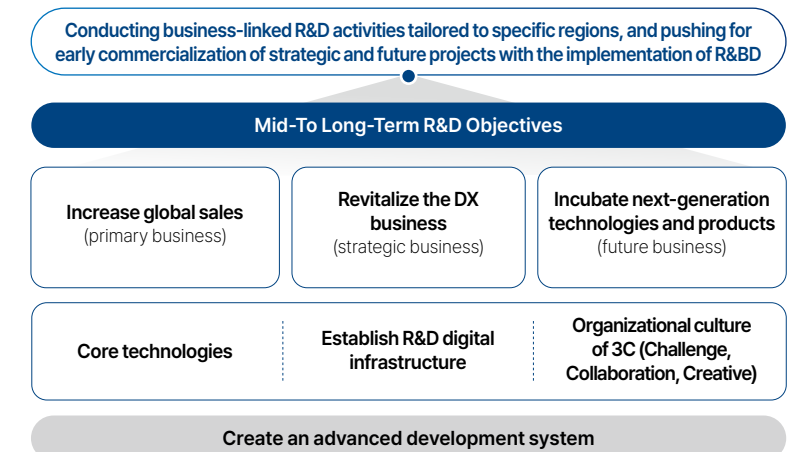 Conducting business-linked R&D activities tailored to specific regions, and pushing for
early commercialization of strategic and future projects with the implementation of R&BD
Mid-To Long-Term R&D Objectives
Increase global sales
(primary business)
Revitalize the DX
business
(strategic business)
Incubate next-generation
technologies and products
(future business)
Core technologies
Establish R&D digital
infrastructure
Organizational culture
of 3C (Challenge,
Collaboration, Creative)
Create an advanced development system